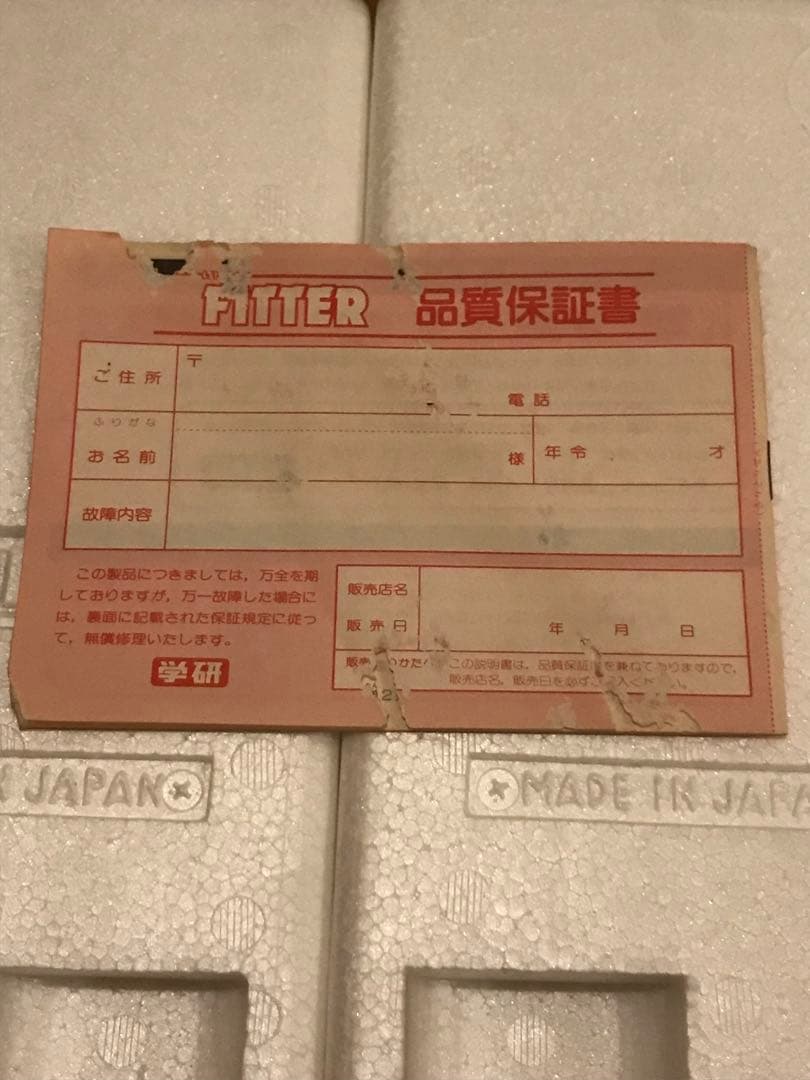 FITTER 品質保証書
ご住所 〒
電話
ふりがな
お名前 様 年令 才
故障内容
この製品につきましては,万全を期
しておりますが,万一故障した場合に
は,裏面に記載された保証規定に従っ
て,無償修理いたします。
学研
販売店名
販売日 年 月 日
この説明書は,品質保証書を兼ねておりますので,
販売店名,販売日を必ず
JAPAN
MADE IN JAPA